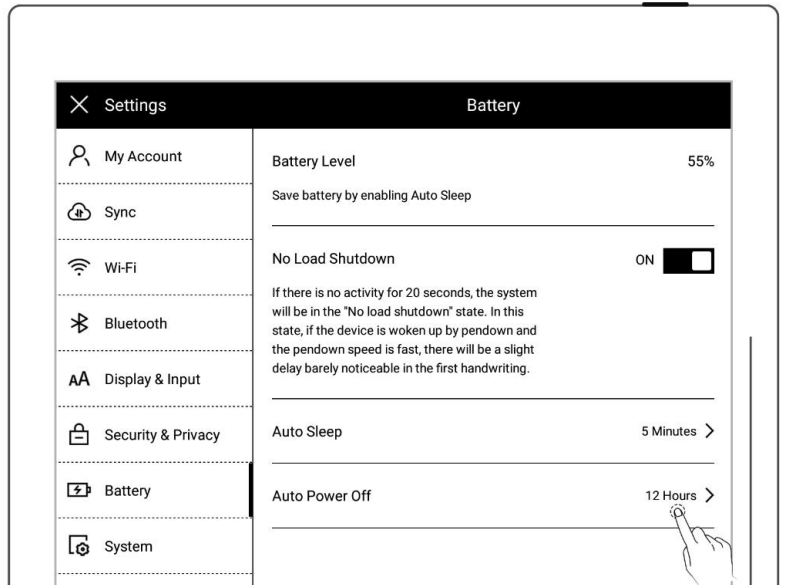 Settings
Battery
My Account
Sync
Wi-Fi
Bluetooth
Display & Input
Security & Privacy
Battery
System
Battery Level 55%
Save battery by enabling Auto Sleep
No Load Shutdown ON
If there is no activity for 20 seconds, the system
will be in the "No load shutdown" state. In this
state, if the device is woken up by pendown and
the pendown speed is fast, there will be a slight
delay barely noticeable in the first handwriting.
Auto Sleep 5 Minutes
Auto Power Off 12 Hours